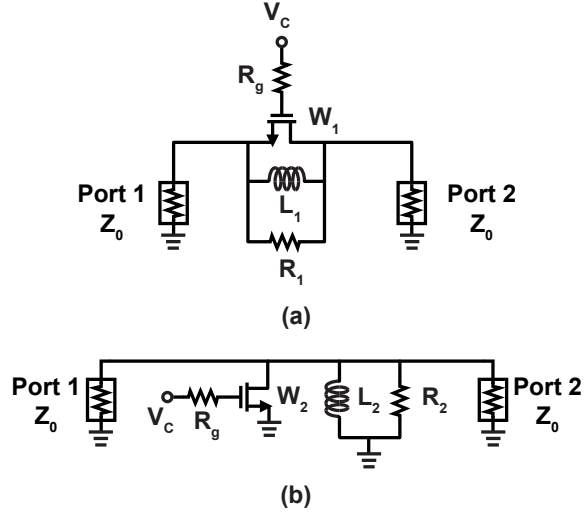 V_C
R_g
W_1
Port 1
Z_0
L_1
R_1
Port 2
Z_0
(a)
Port 1
Z_0
V_C
R_g
W_2
L_2
R_2
Port 2
Z_0
(b)